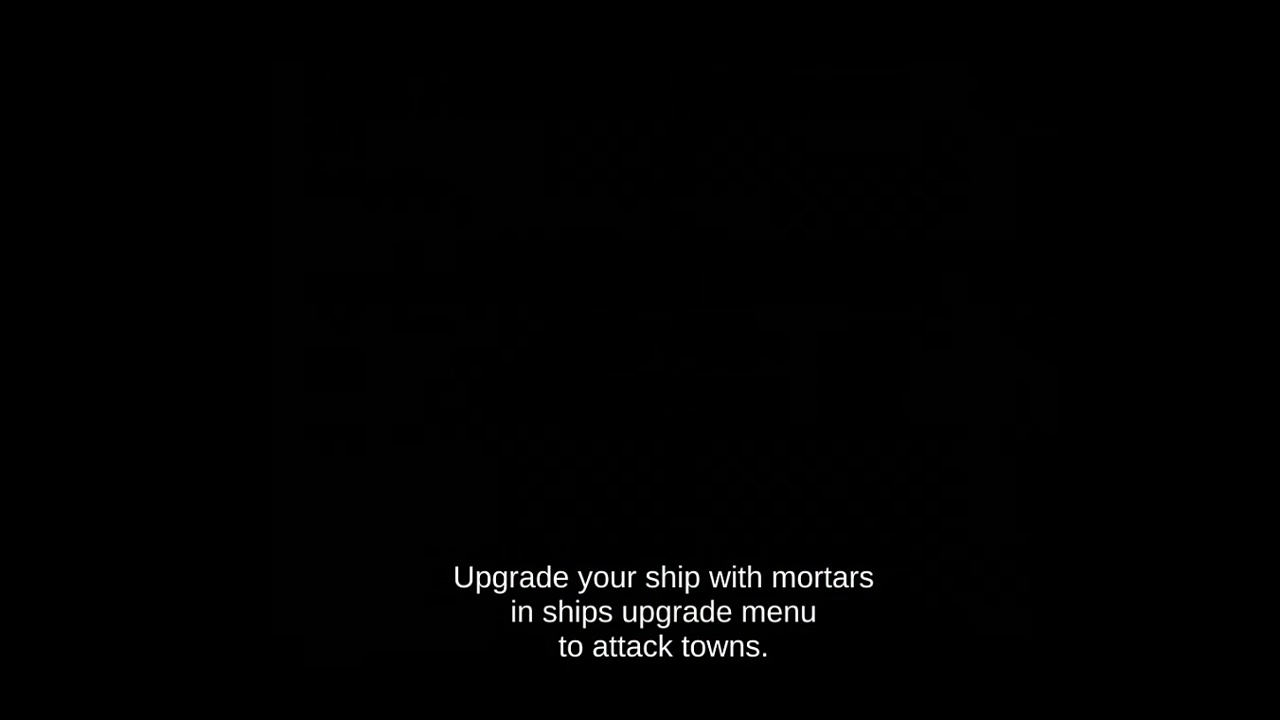 Upgrade your ship with mortars
in ships upgrade menu
to attack towns.